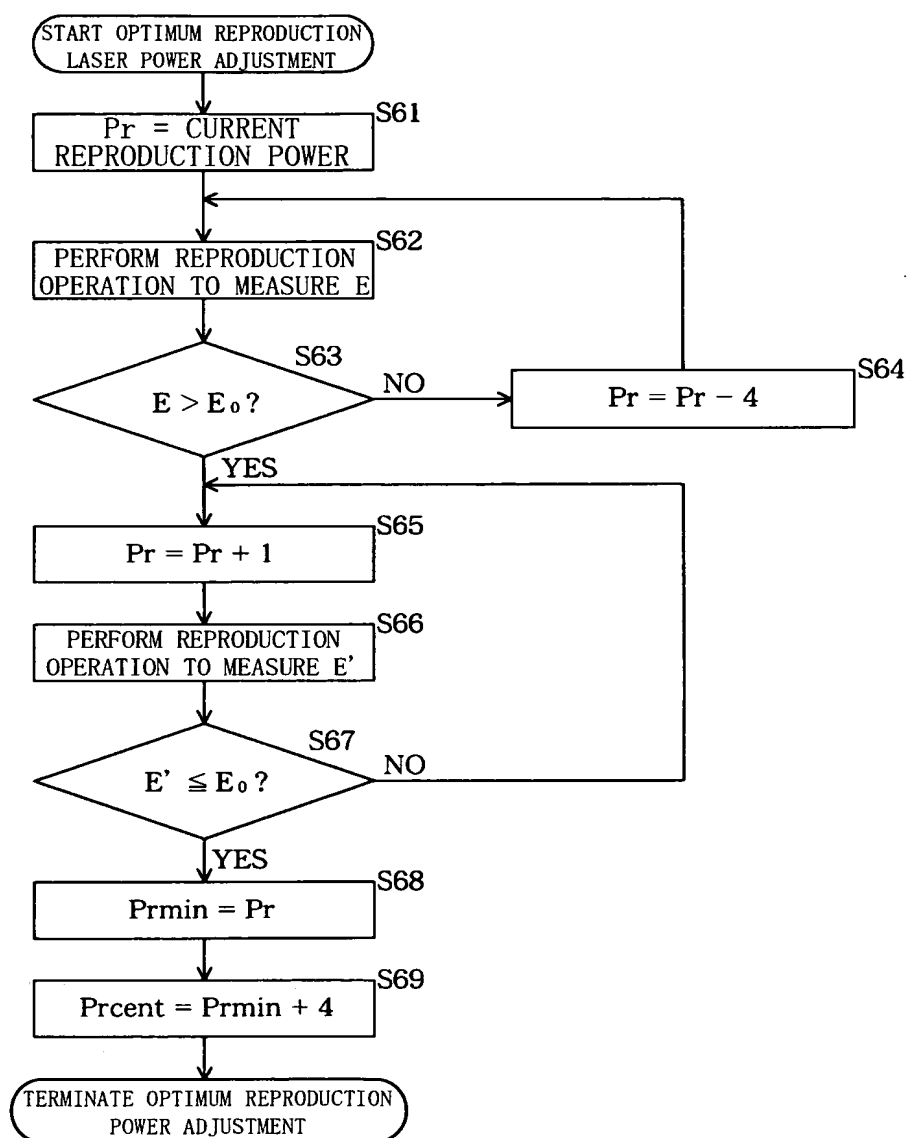 START OPTIMUM REPRODUCTION
LASER POWER ADJUSTMENT
S61
Pr = CURRENT
REPRODUCTION POWER
S62
PERFORM REPRODUCTION
OPERATION TO MEASURE E
S63
E > E₀?
NO
S64
Pr = Pr − 4
YES
S65
Pr = Pr + 1
S66
PERFORM REPRODUCTION
OPERATION TO MEASURE E'
S67
E' ≦ E₀?
NO
YES
S68
Prmin = Pr
S69
Prcent = Prmin + 4
TERMINATE OPTIMUM REPRODUCTION
POWER ADJUSTMENT